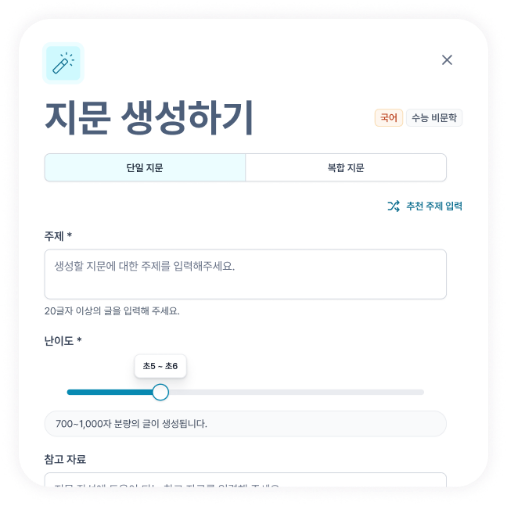 지문 생성하기
국어 수능 비문학
단일 지문 복합 지문
추천 주제 입력
주제 *
생성할 지문에 대한 주제를 입력해주세요.
20글자 이상의 글을 입력해 주세요.
난이도 *
초5 ~ 초6
700~1,000자 분량의 글이 생성됩니다.
참고 자료